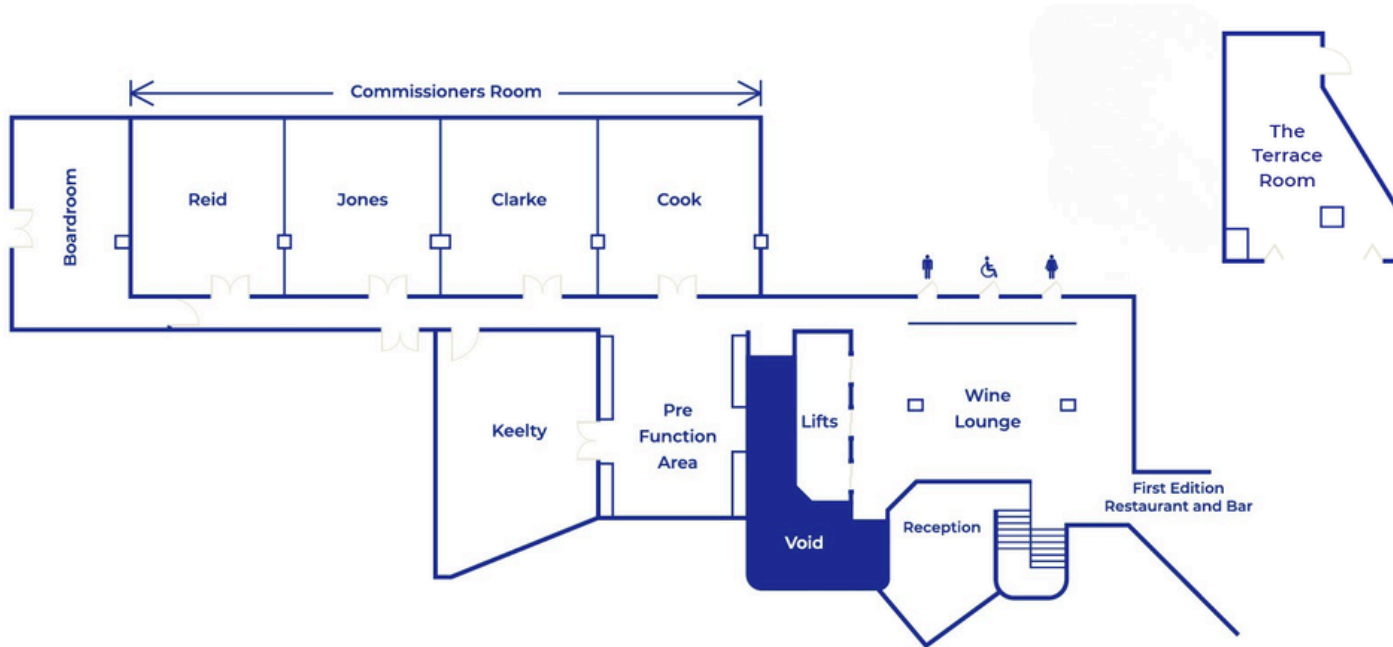 Commissioners Room
The
Terrace
Room
Boardroom
Reid
Jones
Clarke
Cook
Keelty
Pre
Function
Area
Lifts
Wine
Lounge
Void
Reception
First Edition
Restaurant and Bar